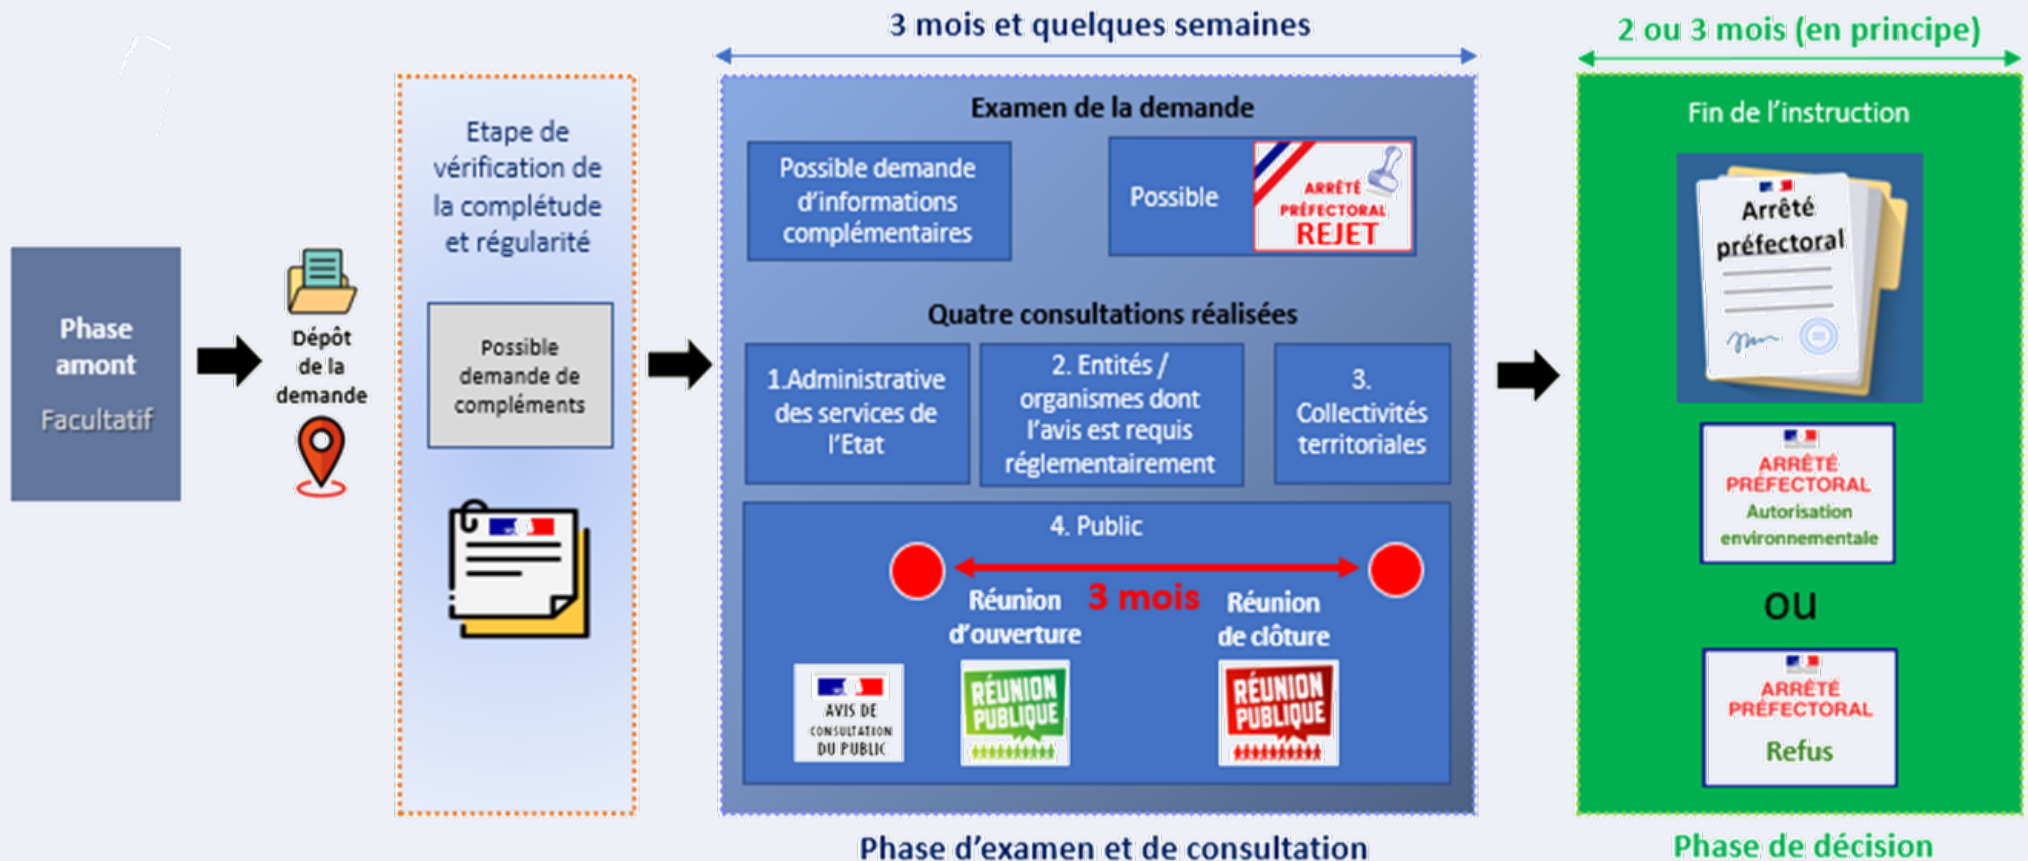 3 mois et quelques semaines
2 ou 3 mois (en principe)
Phase
amont
Facultatif
Dépôt
de la
demande
Etape de
vérification de
la complétude
et régularité
Possible
demande de
compléments
Examen de la demande
Possible demande
d'informations
complémentaires
Possible
ARRÊTÉ
PRÉFECTORAL
REJET
Quatre consultations réalisées
1.Administrative
des services de
l'Etat
2. Entités /
organismes dont
l'avis est requis
réglementairement
3.
Collectivités
territoriales
4. Public
3 mois
Réunion
d'ouverture
Réunion
de clôture
AVIS DE
CONSULTATION
DU PUBLIC
RÉUNION
PUBLIQUE
RÉUNION
PUBLIQUE
Phase d'examen et de consultation
Fin de l'instruction
Arrêté
préfectoral
ARRÊTÉ
PRÉFECTORAL
Autorisation
environnementale
ou
ARRÊTÉ
PRÉFECTORAL
Refus
Phase de décision